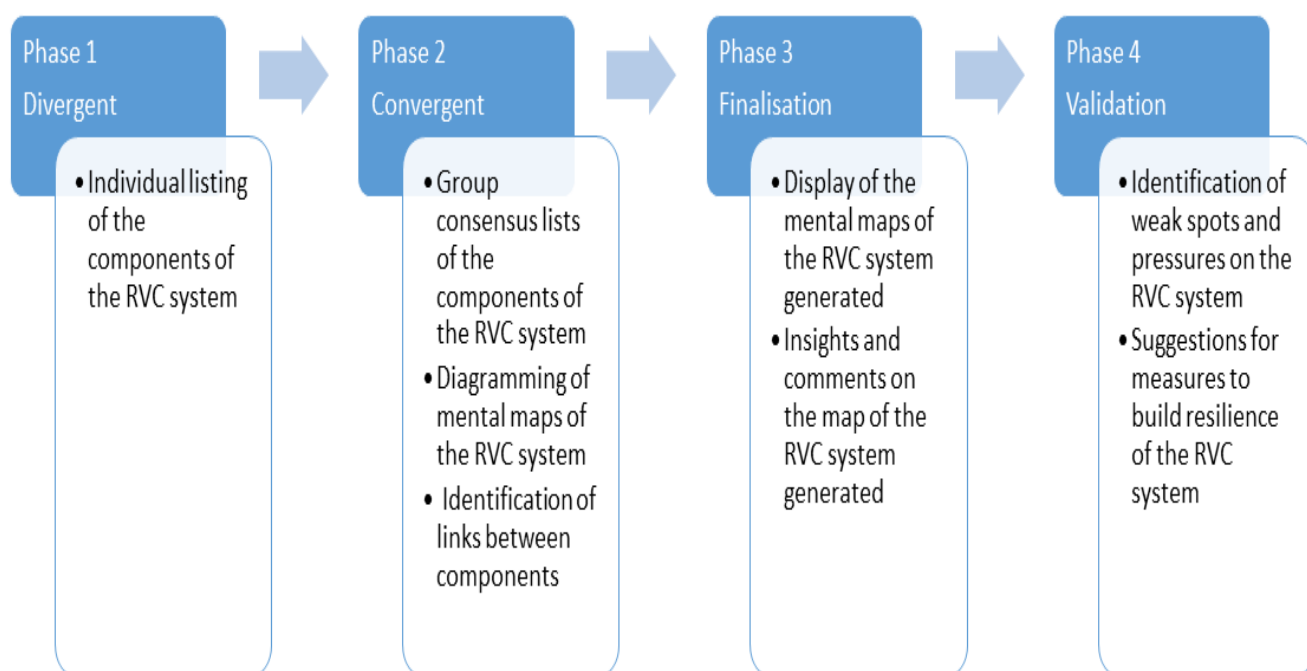 Phase 1
Divergent
• Individual listing
of the
components of
the RVC system
Phase 2
Convergent
• Group
consensus lists
of the
components of
the RVC system
• Diagramming of
mental maps of
the RVC system
• Identification of
links between
components
Phase 3
Finalisation
• Display of the
mental maps of
the RVC system
generated
• Insights and
comments on
the map of the
RVC system
generated
Phase 4
Validation
• Identification of
weak spots and
pressures on the
RVC system
• Suggestions for
measures to
build resilience
of the RVC
system